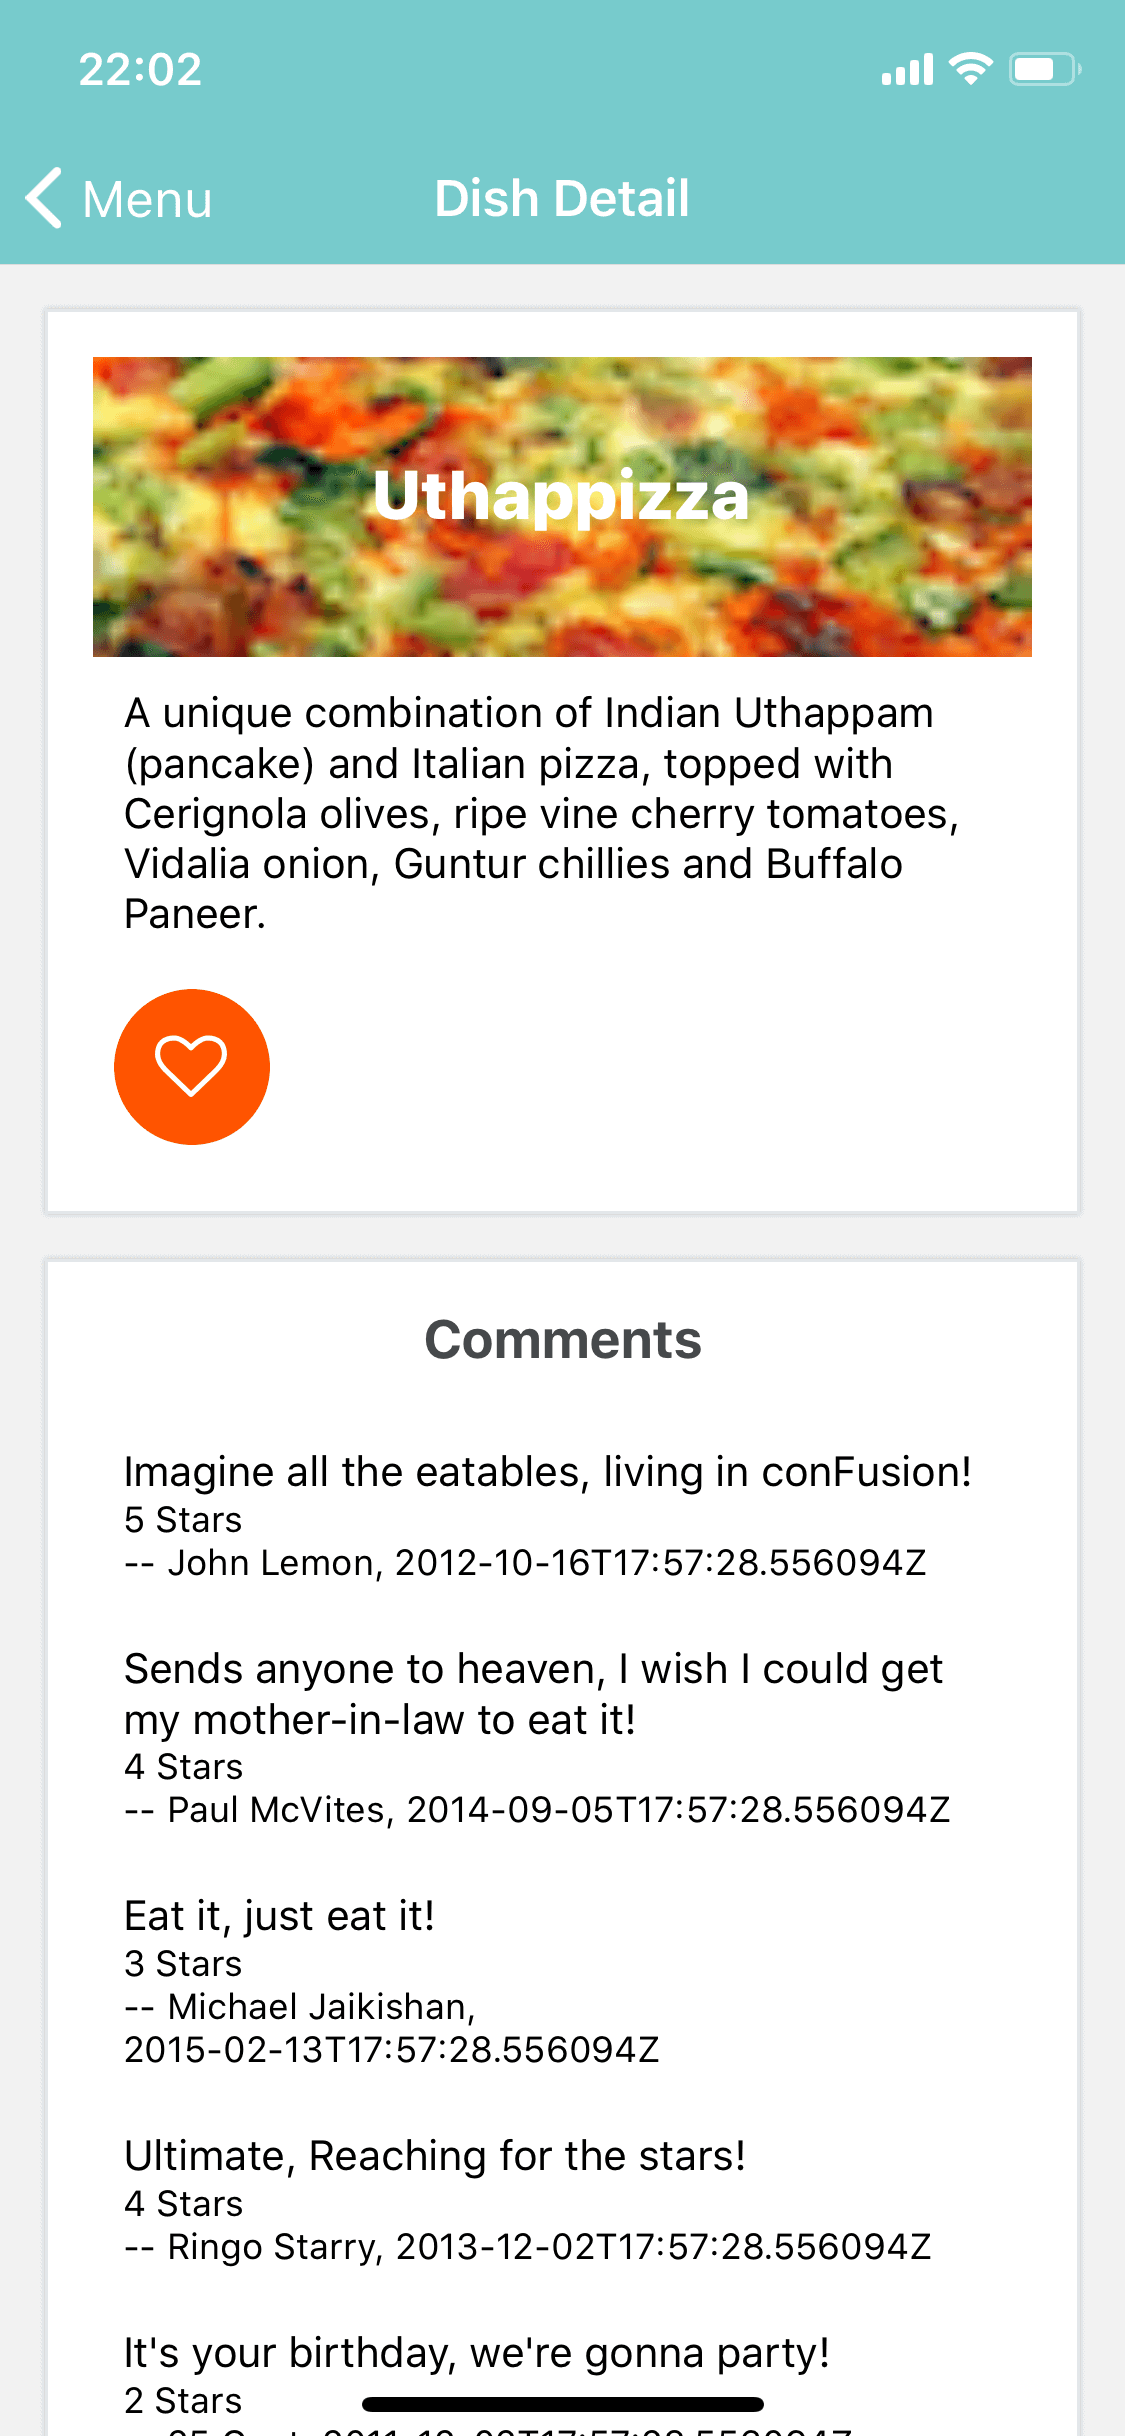 22:02
Menu
Dish Detail
Uthappizza
A unique combination of Indian Uthappam
(pancake) and Italian pizza, topped with
Cerignola olives, ripe vine cherry tomatoes,
Vidalia onion, Guntur chillies and Buffalo
Paneer.
Comments
Imagine all the eatables, living in conFusion!
5 Stars
-- John Lemon, 2012-10-16T17:57:28.556094Z
Sends anyone to heaven, I wish I could get
my mother-in-law to eat it!
4 Stars
-- Paul McVites, 2014-09-05T17:57:28.556094Z
Eat it, just eat it!
3 Stars
-- Michael Jaikishan,
2015-02-13T17:57:28.556094Z
Ultimate, Reaching for the stars!
4 Stars
-- Ringo Starry, 2013-12-02T17:57:28.556094Z
It's your birthday, we're gonna party!
2 Stars